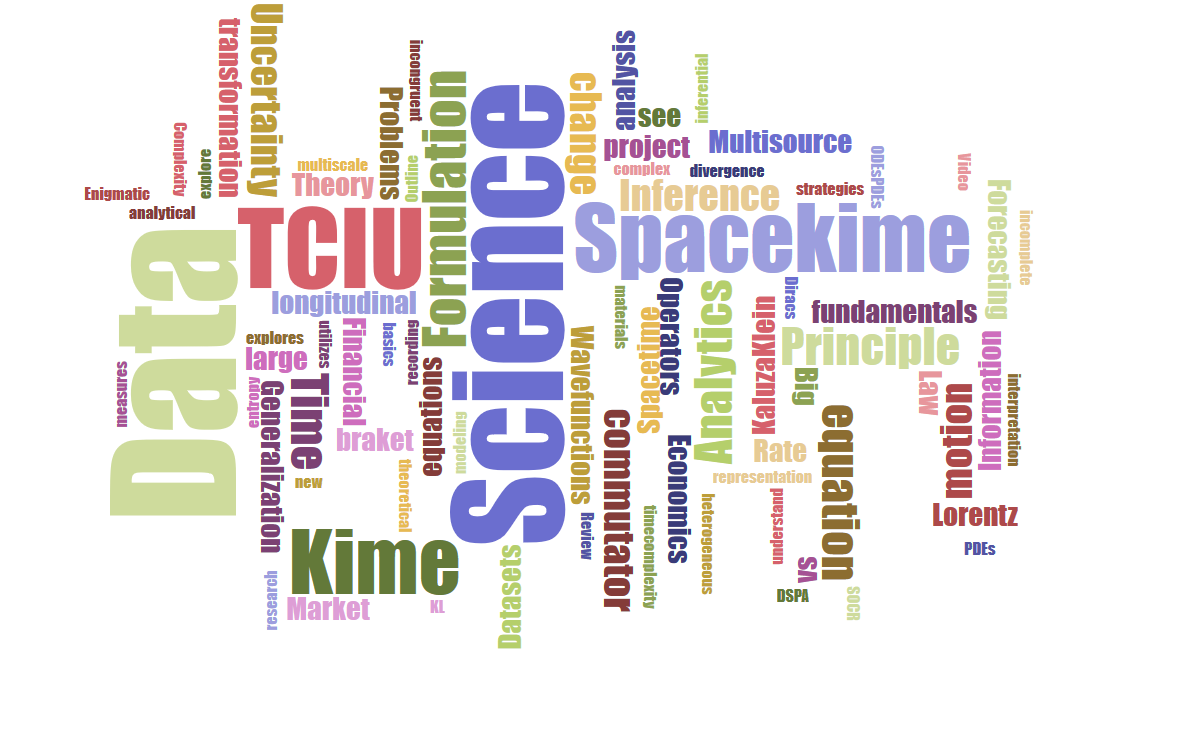 Uncertainty
transformation
incongruent
analysis
inferential
Problems
Formulation
Science
change
see
project
Multisource
complexity
explore
multiscale
Theory
Outline
complex
divergence
ODEsPDEs
Video
Enigmatic
analytical
Inference
strategies
Forecasting
incomplete
TCIU
Spacekime
Data
longitudinal
materials
Spacetime
Operators
Analytics
Diracs
KaluzaKlein
fundamentals
Principle
explores
large
utilizes
Financial
basics
recording
Wavefunctions
measures
entropy
Generalization
Time
braket
equations
modeling
Big
Law
motion
Information
interpretation
Commutator
Economics
Rate
representation
equation
new
theoretical
Review
timecomplexity
heterogeneous
understand
Lorentz
PDEs
Kime
Datasets
vs
DSPA
SOCR
research
Market
KL